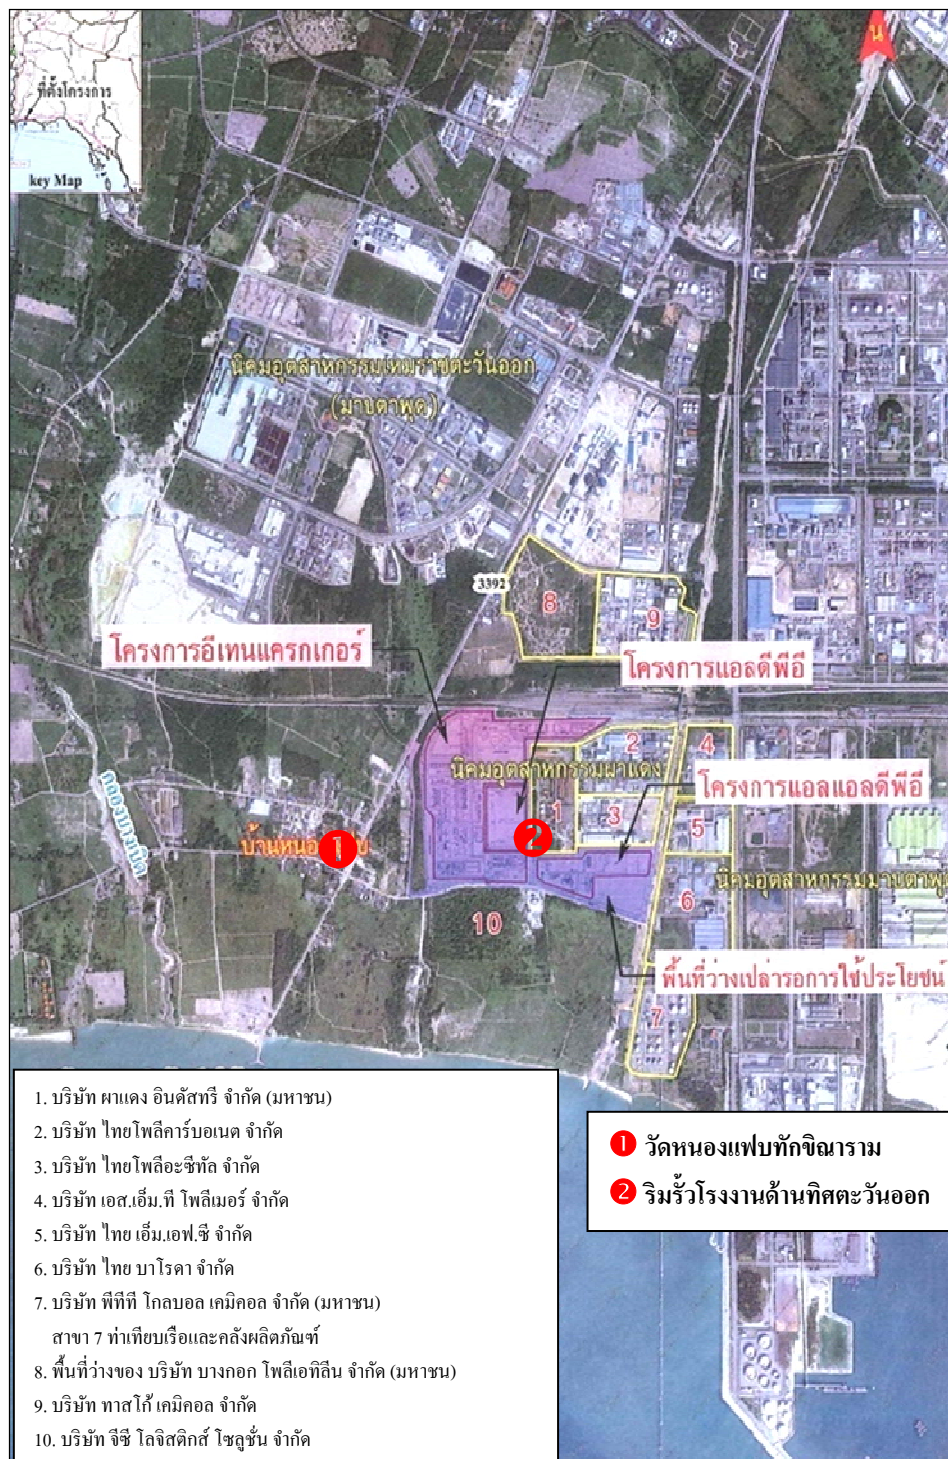 น
ที่ตั้งโครงการ
key Map
นิคมอุตสาหกรรมเหมราชตะวันออก
(มาบตาพุด)
3392
8
9
โครงการอีเทนแครกเกอร์
โครงการแอลดีพีอี
2
4
นิคมอุตสาหกรรมผาแดง
โครงการแอลแอลดีพีอี
1
3
5
คลองบางเบิด
บ้านหนอง
1
2
นิคมอุตสาหกรรมมาบตาพุด
6
10
พื้นที่ว่างเปล่ารอการใช้ประโยชน์
7
1. บริษัท ผาแดง อินดัสทรี จำกัด (มหาชน)
2. บริษัท ไทยโพลีคาร์บอเนต จำกัด
3. บริษัท ไทยโพลีอะซีทัล จำกัด
4. บริษัท เอส.เอ็ม.ที โพลีเมอร์ จำกัด
5. บริษัท ไทย เอ็ม.เอฟ.ซี จำกัด
6. บริษัท ไทย บาโรดา จำกัด
7. บริษัท พีทีที โกลบอล เคมิคอล จำกัด (มหาชน)
สาขา 7 ท่าเทียบเรือและคลังผลิตภัณฑ์
8. พื้นที่ว่างของ บริษัท บางกอก โพลีเอทิลีน จำกัด (มหาชน)
9. บริษัท ทาสโก้ เคมิคอล จำกัด
10. บริษัท จีซี โลจิสติกส์ โซลูชั่น จำกัด
1 วัดหนองแฟบทักขิณาราม
2 ริมรั้วโรงงานด้านทิศตะวันออก